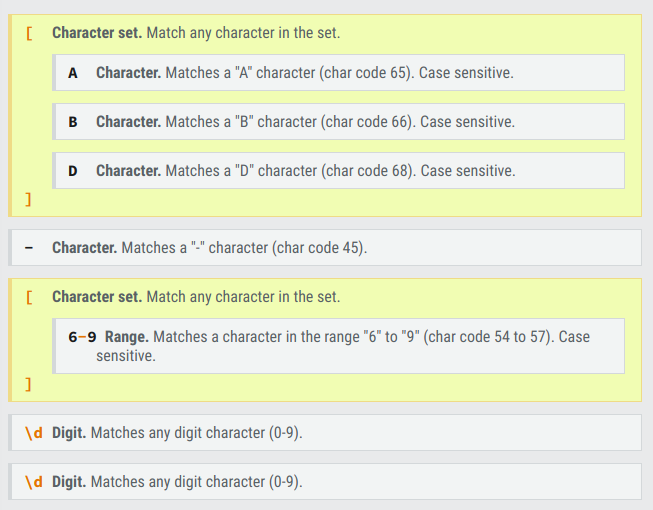 [ Character set. Match any character in the set.
A Character. Matches a "A" character (char code 65). Case sensitive.
B Character. Matches a "B" character (char code 66). Case sensitive.
D Character. Matches a "D" character (char code 68). Case sensitive.
]
- Character. Matches a "-" character (char code 45).
[ Character set. Match any character in the set.
6-9 Range. Matches a character in the range "6" to "9" (char code 54 to 57). Case
sensitive.
]
\d Digit. Matches any digit character (0-9).
\d Digit. Matches any digit character (0-9).